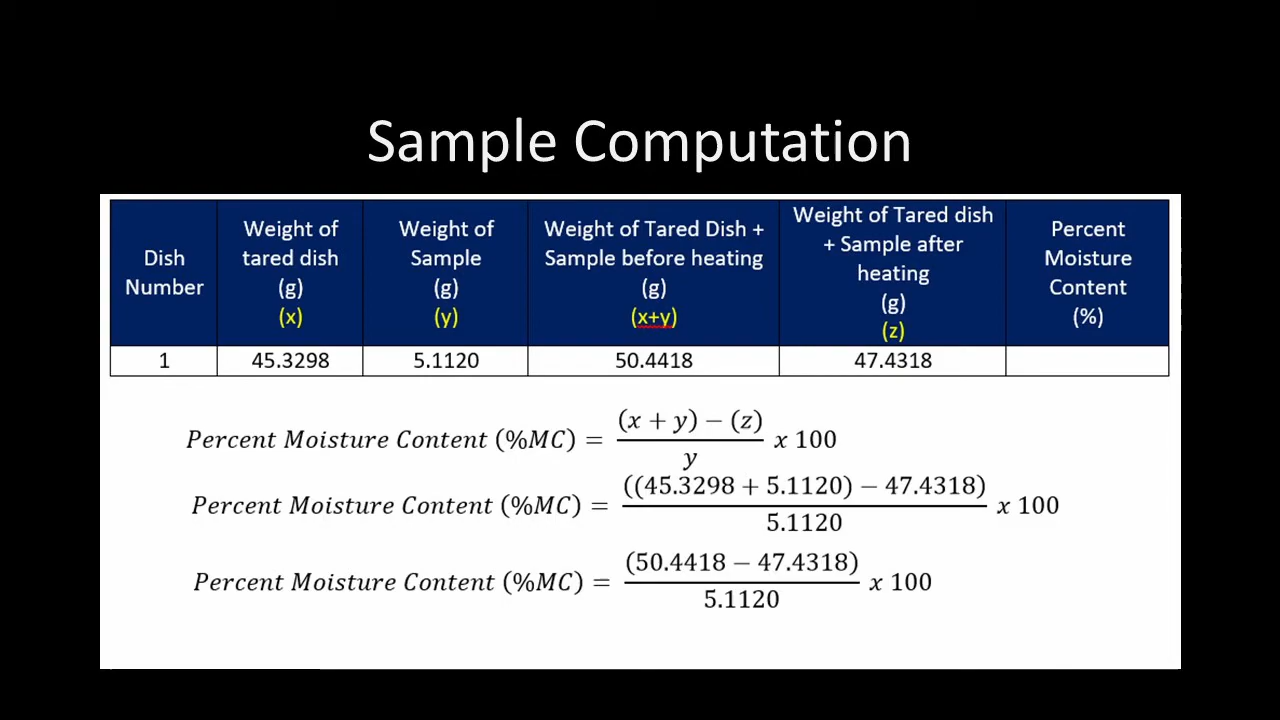 Sample Computation
Dish Number
Weight of tared dish (g) (x)
Weight of Sample (g) (y)
Weight of Tared Dish + Sample before heating (g) (x+y)
Weight of Tared dish + Sample after heating (g) (z)
Percent Moisture Content (%)
1 45.3298 5.1120 50.4418 47.4318
Percent Moisture Content (%MC) = ((x + y) − (z)) / y x 100
Percent Moisture Content (%MC) = ((45.3298 + 5.1120) − 47.4318) / 5.1120 x 100
Percent Moisture Content (%MC) = (50.4418 − 47.4318) / 5.1120 x 100